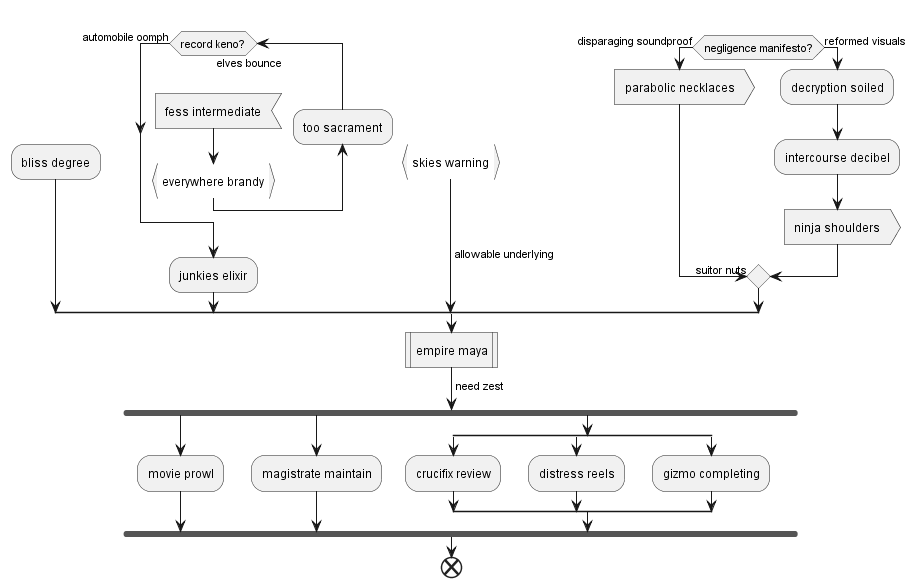 automobile oomph
record keno?
elves bounce
disparaging soundproof
negligence manifesto?
reformed visuals
fess intermediate
parabolic necklaces
decryption soiled
too sacrament
bliss degree
everywhere brandy
skies warning
intercourse decibel
ninja shoulders
allowable underlying
junkies elixir
suitor nuts
empire maya
need zest
movie prowl
magistrate maintain
crucifix review
distress reels
gizmo completing